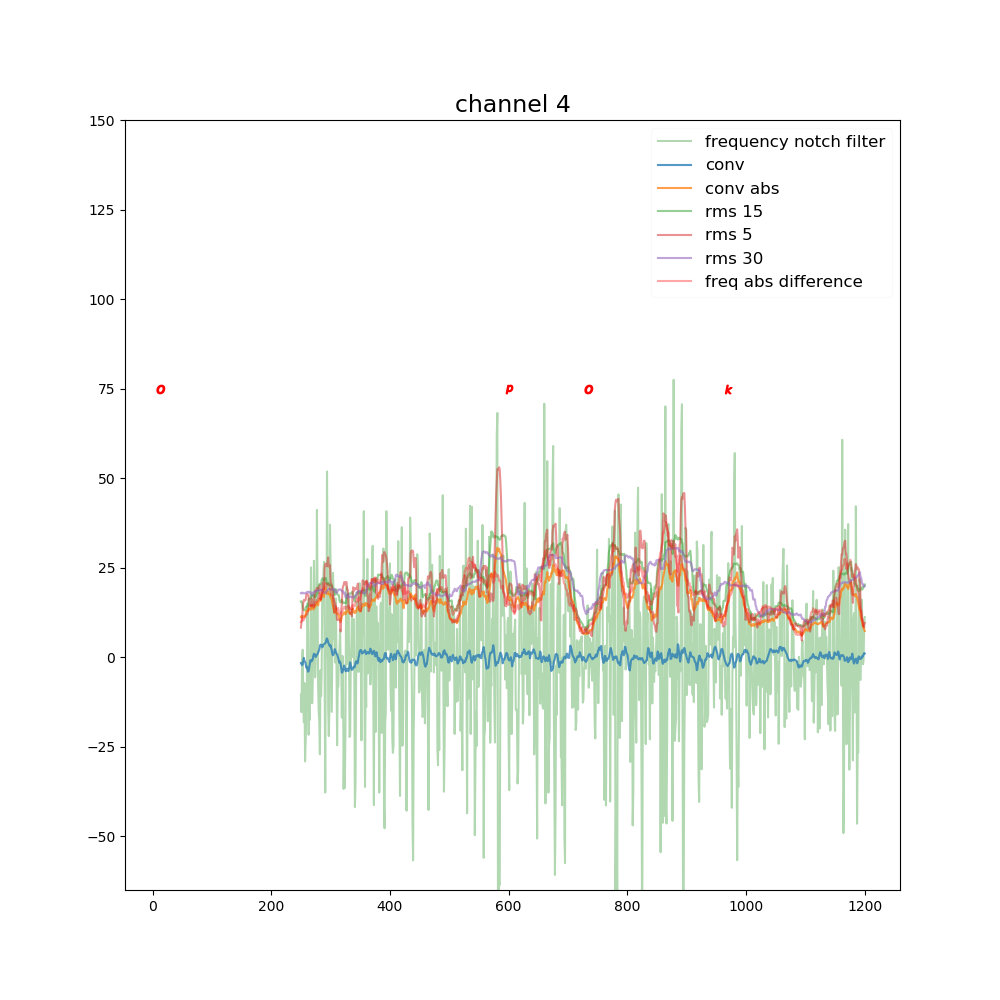 channel 4
150
125
100
75
50
25
0
−25
−50
frequency notch filter
conv
conv abs
rms 15
rms 5
rms 30
freq abs difference
o p o k
0 200 400 600 800 1000 1200